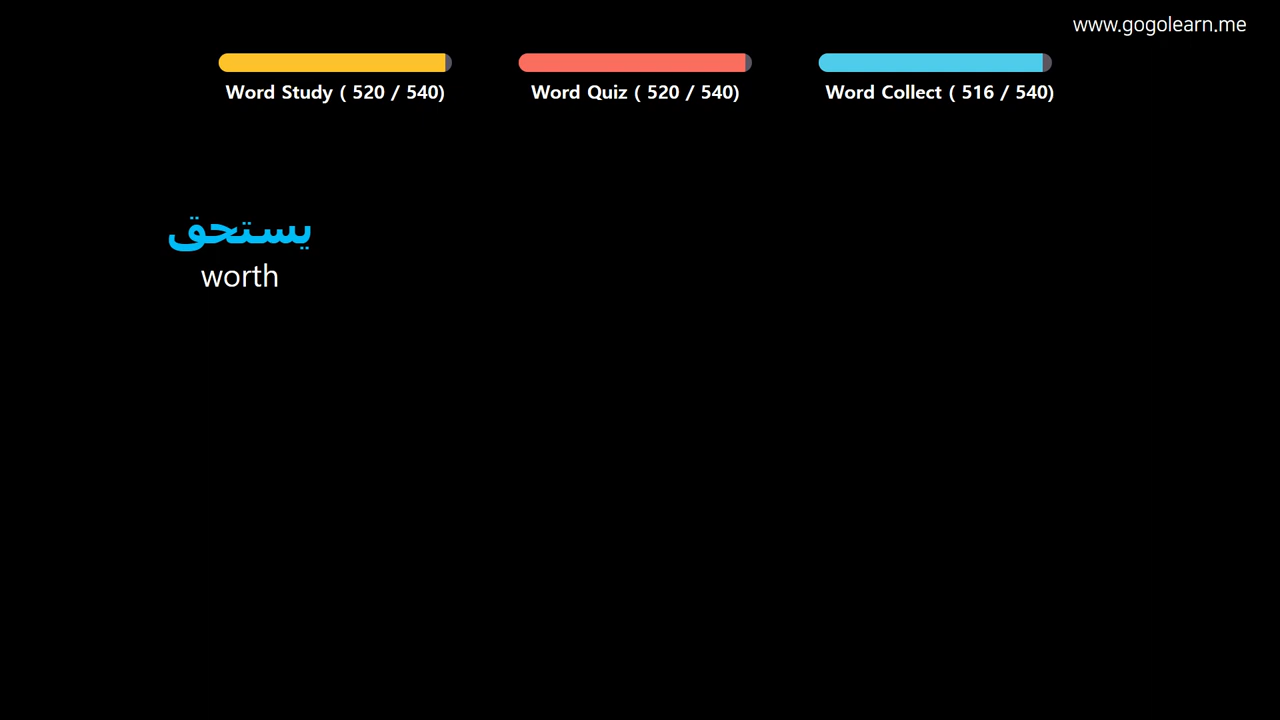 www.gogolearn.me
Word Study ( 520 / 540)
Word Quiz ( 520 / 540)
Word Collect ( 516 / 540)
يستحق
worth